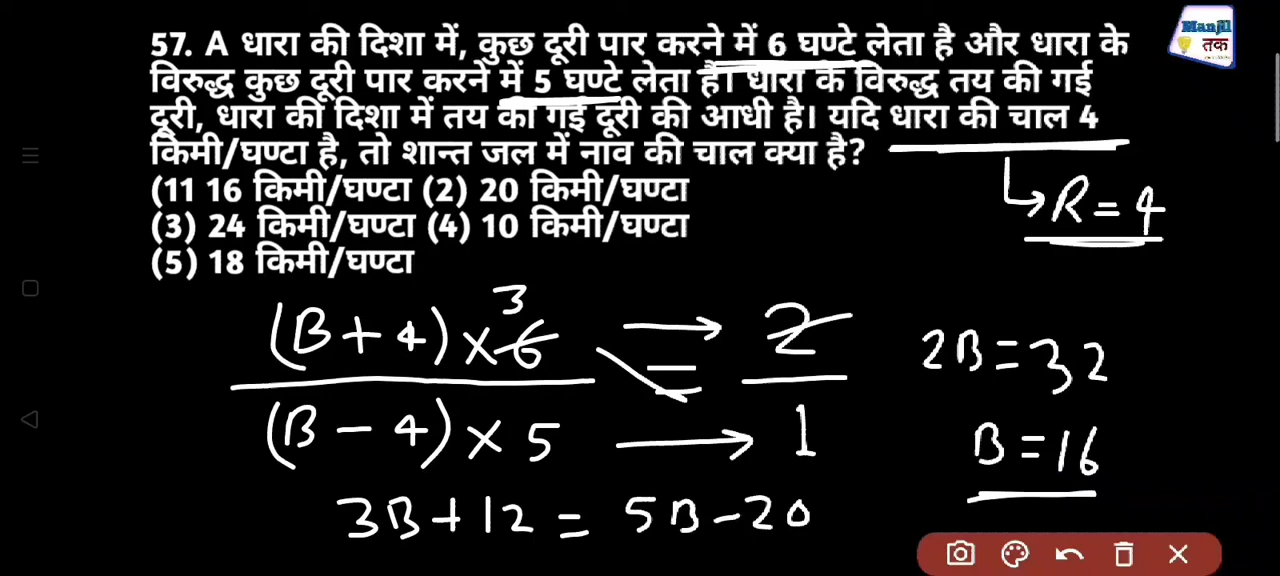 57. A धारा की दिशा में, कुछ दूरी पार करने में 6 घण्टे लेता है और धारा के
विरुद्ध कुछ दूरी पार करने में 5 घण्टे लेता है। धारा के विरुद्ध तय की गई
दूरी, धारा की दिशा में तय की गई दूरी की आधी है। यदि धारा की चाल 4
किमी/घण्टा है, तो शान्त जल में नाव की चाल क्या है?
(11 16 किमी/घण्टा (2) 20 किमी/घण्टा
(3) 24 किमी/घण्टा (4) 10 किमी/घण्टा
(5) 18 किमी/घण्टा
Manjil
तक
R = 4
3
(B + 4) × 6 → 2
=
(B - 4) × 5 → 1
3B + 12 = 5B - 20
2B = 32
B = 16